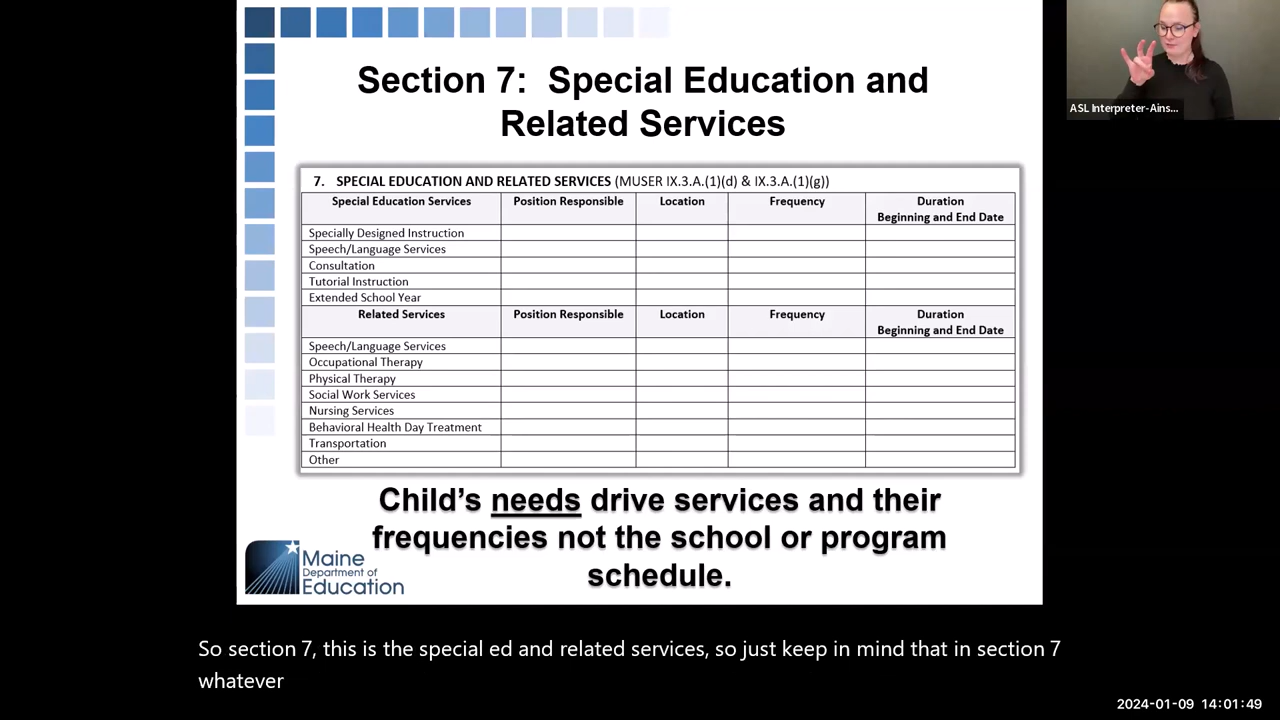 Section 7:  Special Education and
Related Services
ASL Interpreter-Ains...
7. SPECIAL EDUCATION AND RELATED SERVICES (MUSER IX.3.A.(1)(d) & IX.3.A.(1)(g))
Special Education Services Position Responsible Location Frequency Duration
Beginning and End Date
Specially Designed Instruction
Speech/Language Services
Consultation
Tutorial Instruction
Extended School Year
Related Services Position Responsible Location Frequency Duration
Beginning and End Date
Speech/Language Services
Occupational Therapy
Physical Therapy
Social Work Services
Nursing Services
Behavioral Health Day Treatment
Transportation
Other
Child's needs drive services and their
frequencies not the school or program
schedule.
Maine
Department of
Education
So section 7, this is the special ed and related services, so just keep in mind that in section 7
whatever
2024-01-09 14:01:49